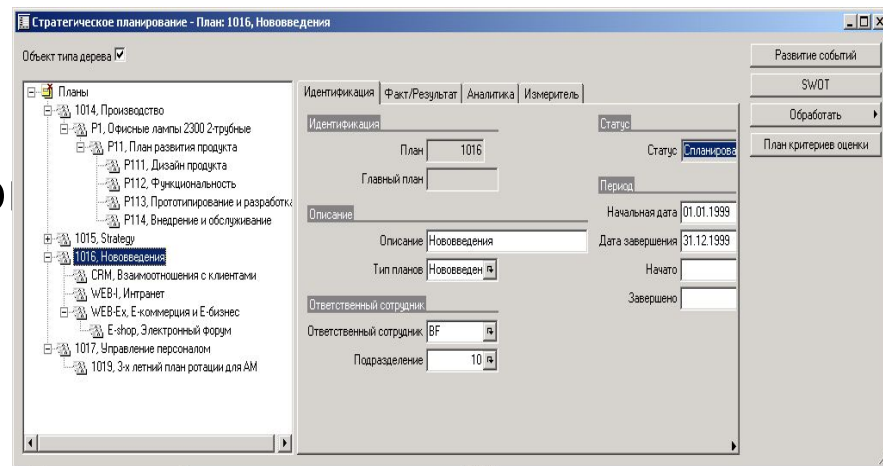 Стратегическое планирование - План: 1016, Нововведения
Объект типа дерева
Планы
1014, Производство
P1, Офисные лампы 2300 2-трубные
P11, План развития продукта
P111, Дизайн продукта
P112, Функциональность
P113, Прототипирование и разработк
P114, Внедрение и обслуживание
1015, Strategy
1016, Нововведения
CRM, Взаимоотношения с клиентами
WEB-I, Интранет
WEB-Ex, Е-коммерция и Е-бизнес
E-shop, Электронный форум
1017, Управление персоналом
1019, 3-х летний план ротации для АМ
Идентификация Факт/Результат Аналитика Измеритель
Идентификация
План 1016
Главный план
Описание
Описание Нововведения
Тип планов Нововведен
Ответственный сотрудник
Ответственный сотрудник BF
Подразделение 10
Статус
Статус Спланирова
Период
Начальная дата 01.01.1999
Дата завершения 31.12.1999
Начато
Завершено
Развитие событий
SWOT
Обработать
План критериев оценки